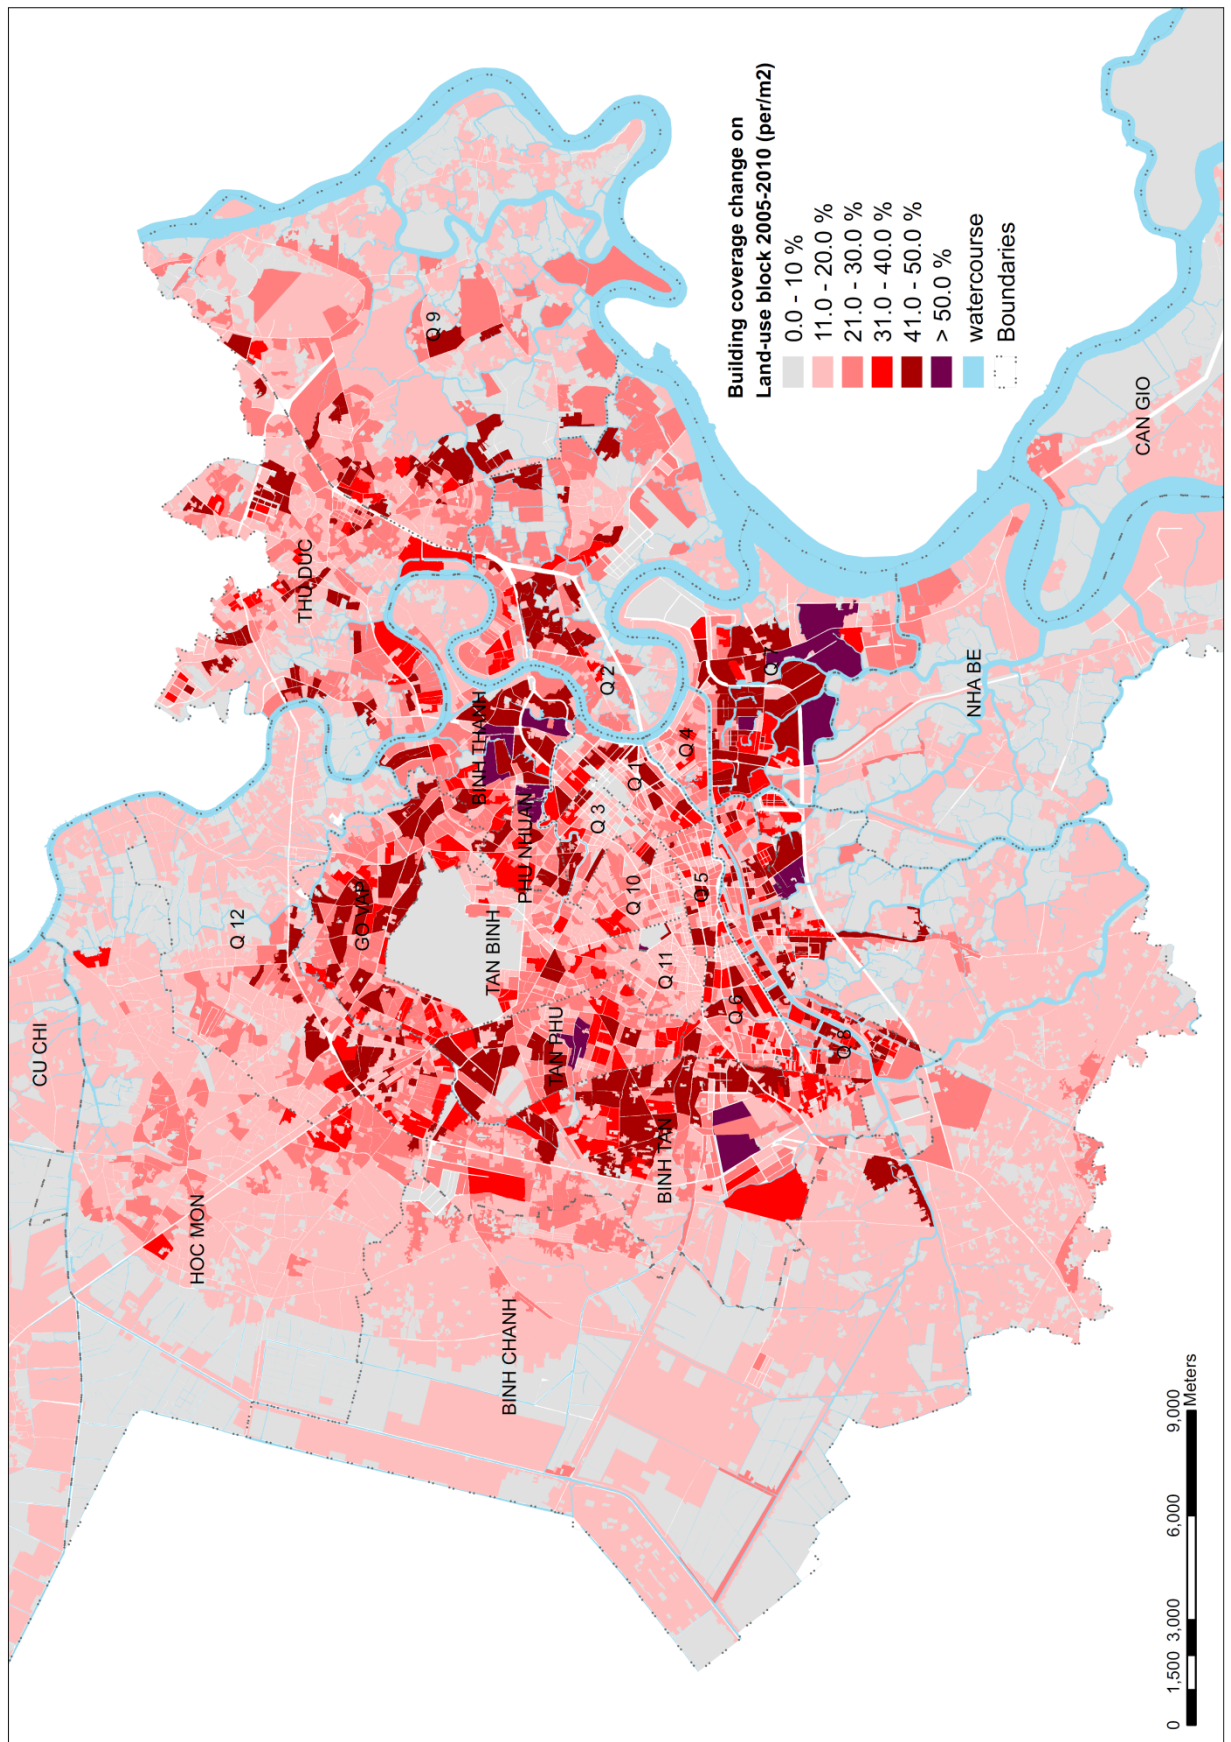 Building coverage change on
Land-use block 2005-2010 (per/m2)
0.0 - 10 %
11.0 - 20.0 %
21.0 - 30.0 %
31.0 - 40.0 %
41.0 - 50.0 %
> 50.0 %
watercourse
Boundaries
CU CHI
HOC MON
Q 12
THU DUC
Q 9
GO VAP
BINH THANH
PHU NHUAN
TAN BINH
TAN PHU
BINH CHANH
BINH TAN
Q 2
Q 1
Q 3
Q 4
Q 10
Q 5
Q 11
Q 6
Q 8
Q 7
NHA BE
CAN GIO
0 1,500 3,000 6,000 9,000
Meters